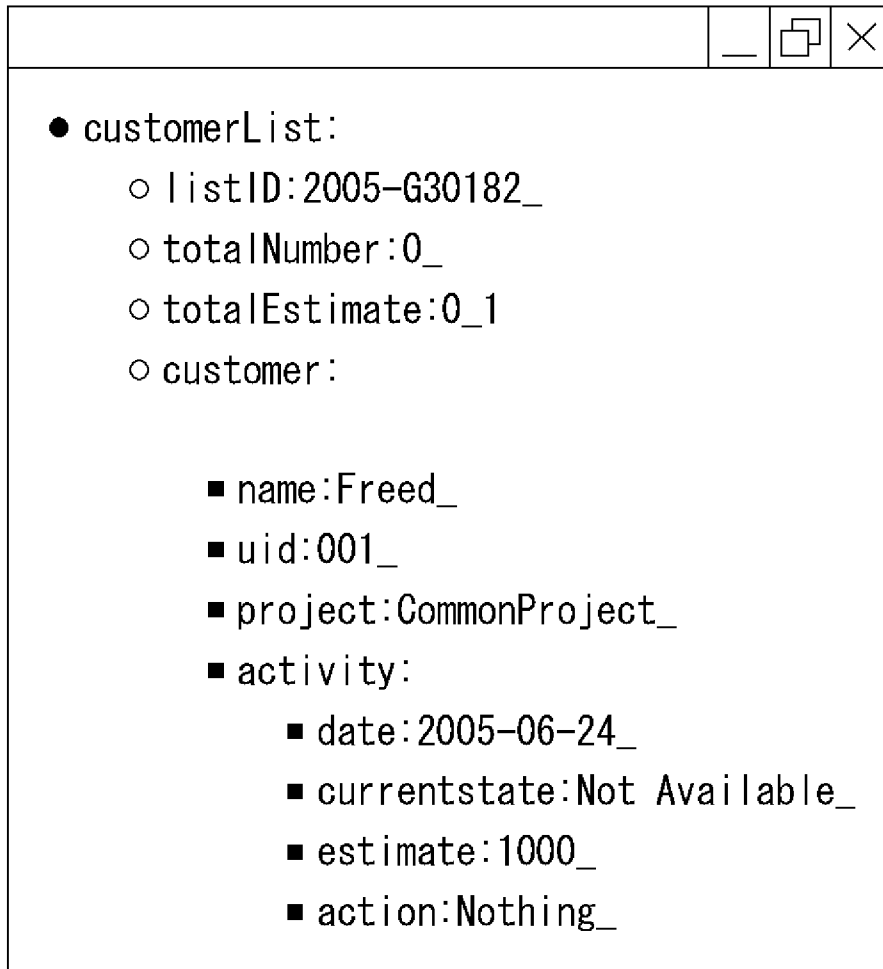 customerList:
listID:2005-G30182_
totalNumber:0_
totalEstimate:0_1
customer:
name:Freed_
uid:001_
project:CommonProject_
activity:
date:2005-06-24_
currentstate:Not Available_
estimate:1000_
action:Nothing_